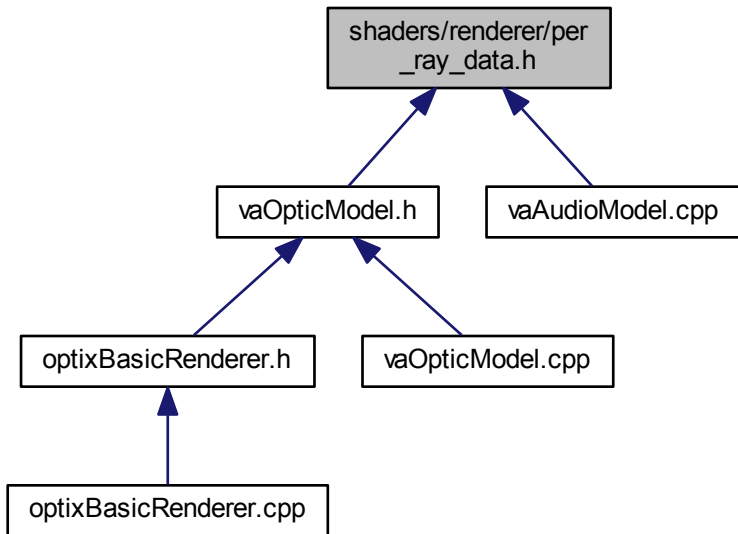 shaders/renderer/per
_ray_data.h
vaOpticModel.h
vaAudioModel.cpp
optixBasicRenderer.h
vaOpticModel.cpp
optixBasicRenderer.cpp